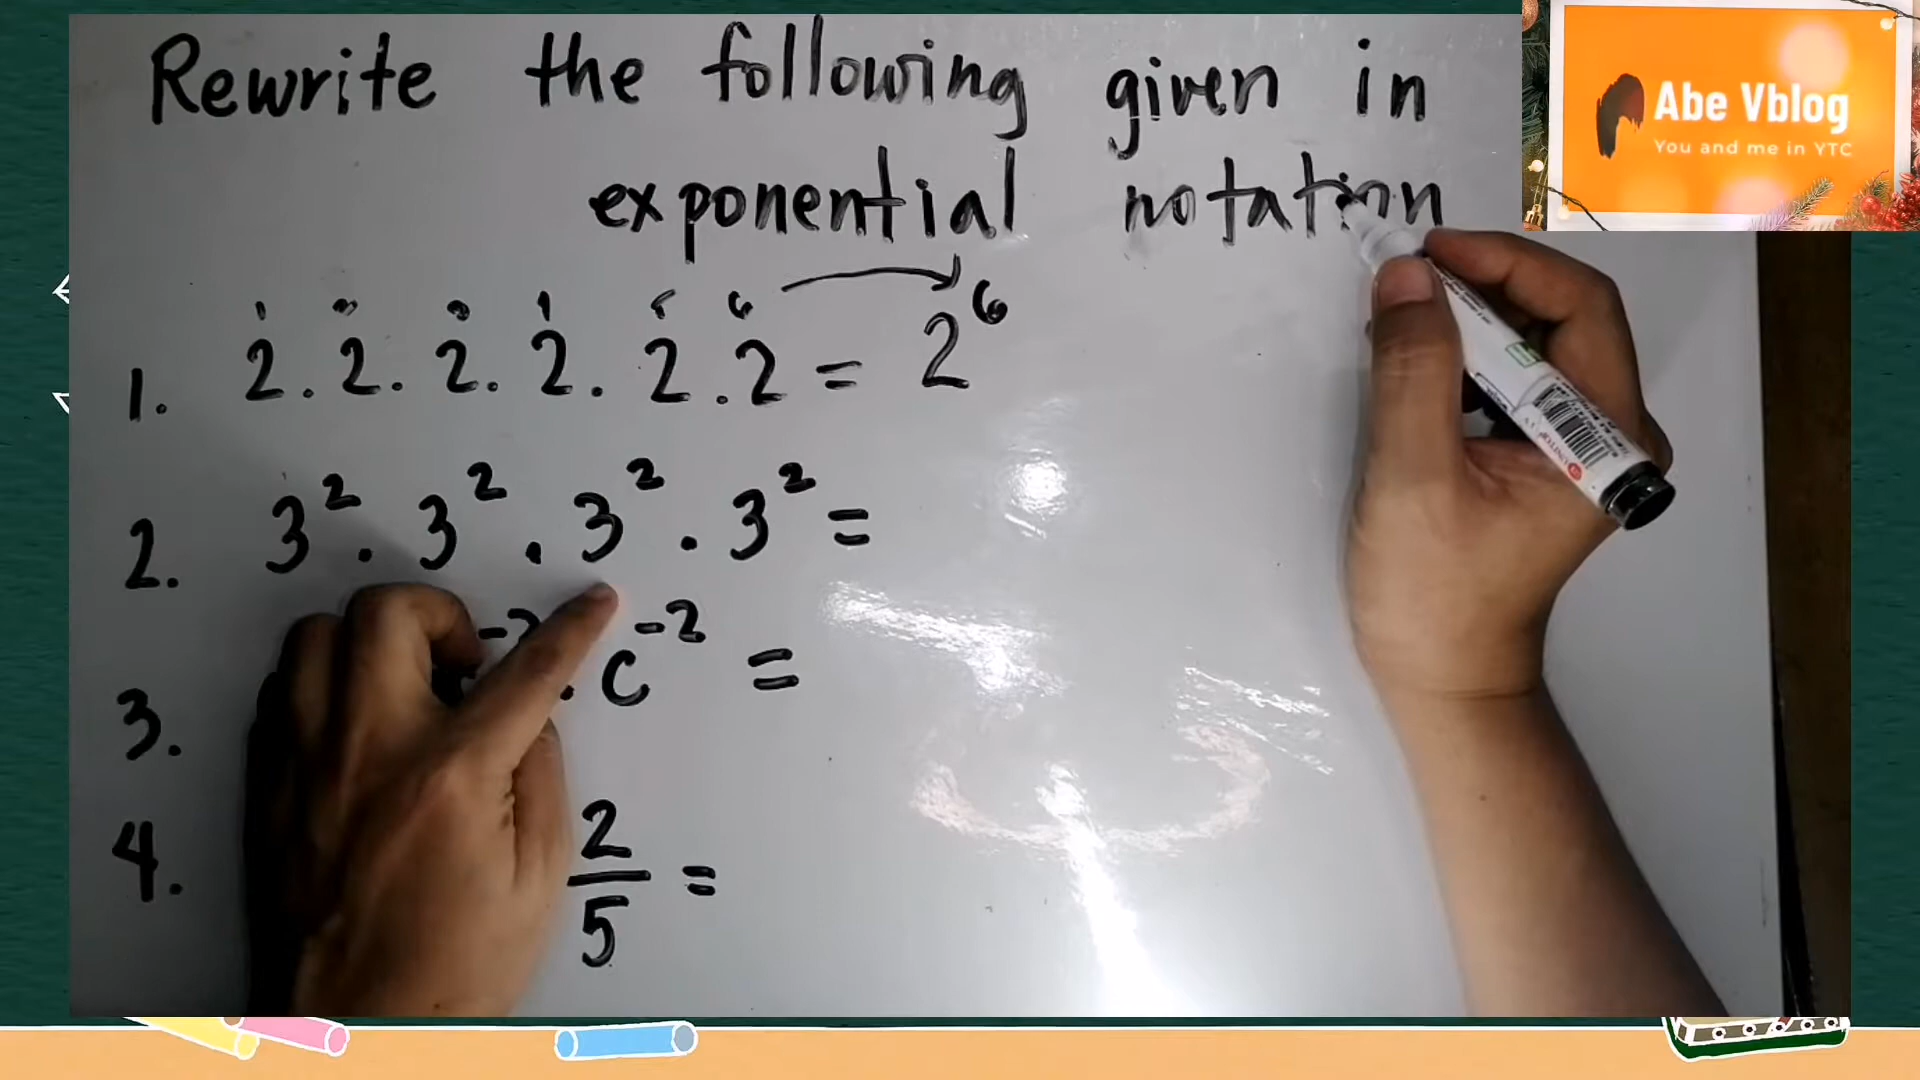 Rewrite the following given in
exponential notation
Abe Vblog
You and me in YTC
1. 2 . 2 . 2 . 2 . 2 . 2 = 2⁶
2. 3² . 3² . 3² . 3² =
3. . c⁻² =
4. 2/5 =